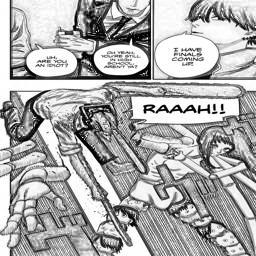 UH,
ARE YOU
AN IDIOT?
OH YEAH,
YOU'RE STILL
IN HIGH
SCHOOL,
AREN'T YA?
I HAVE
FINALS
COMING
UP.
RAAAH!!